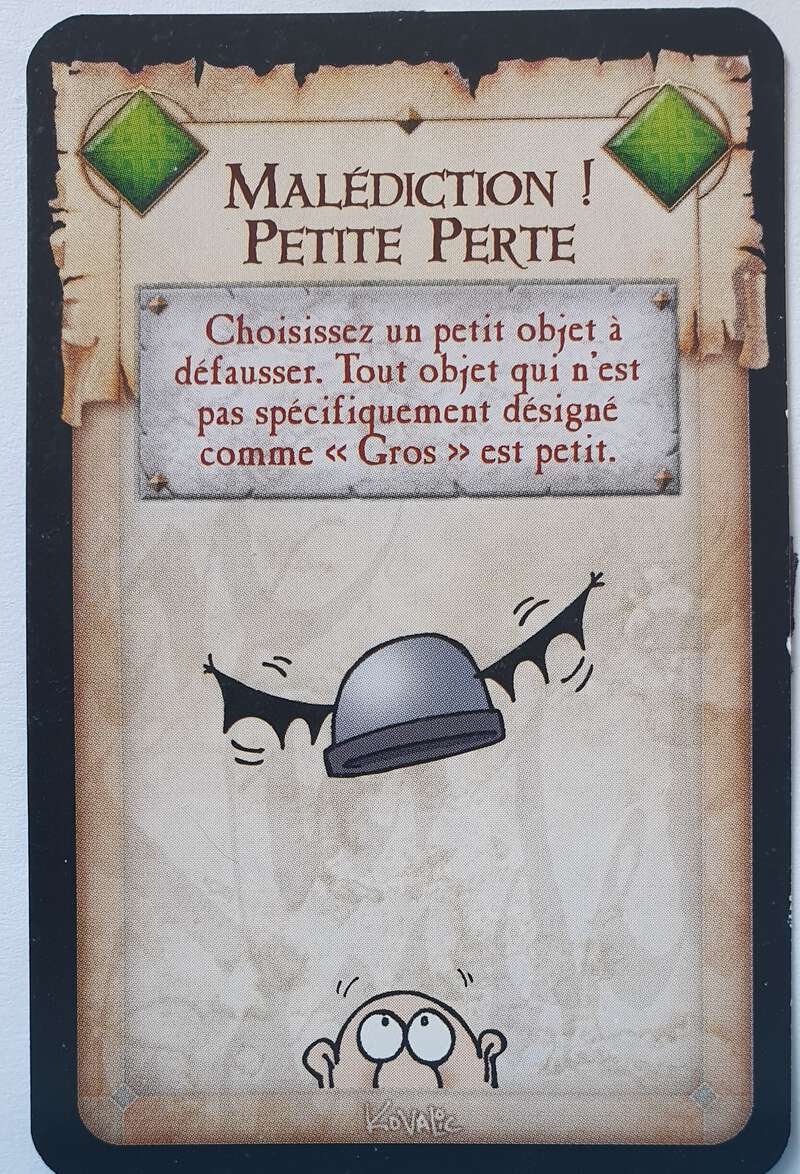 Malédiction !
Petite Perte
Choisissez un petit objet à
défausser. Tout objet qui n'est
pas spécifiquement désigné
comme « Gros » est petit.
Kovalic